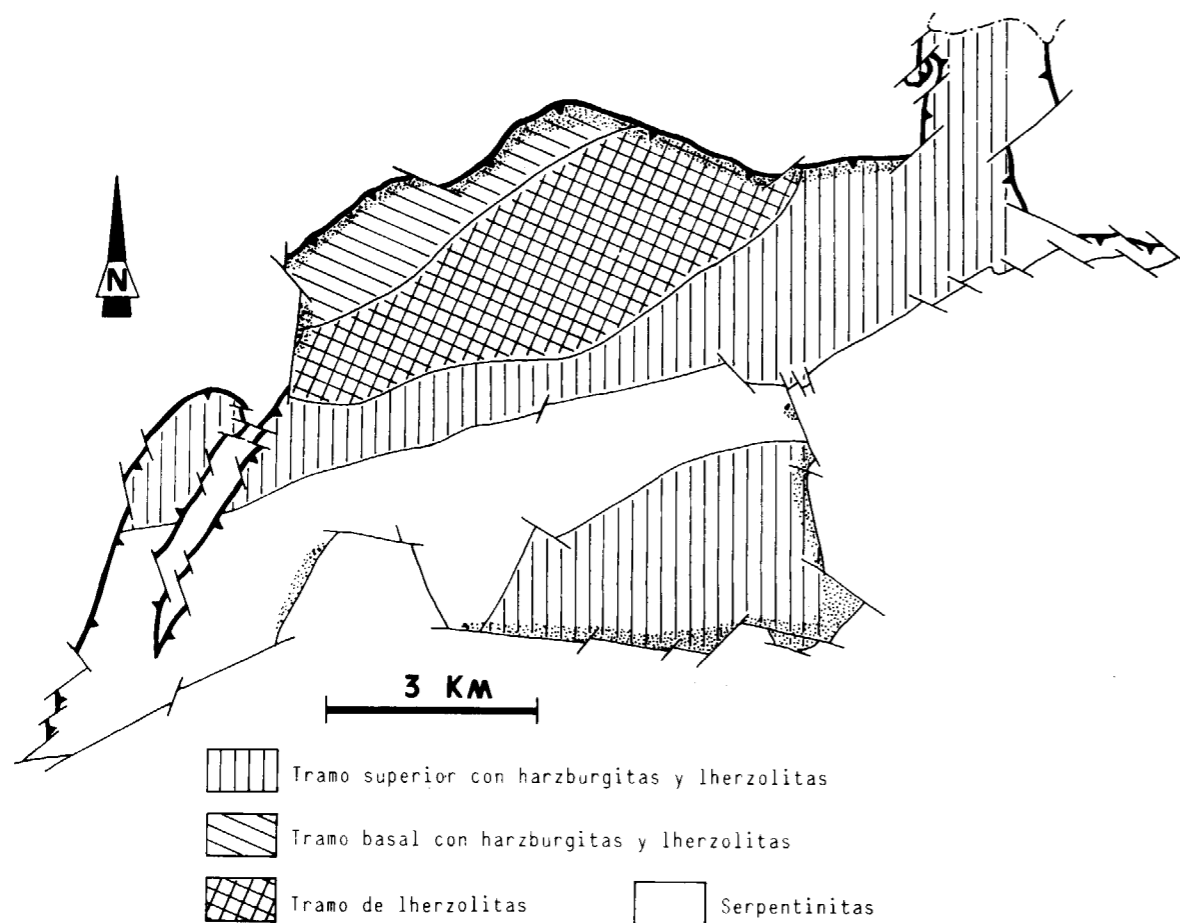 N
3 KM
Tramo superior con harzburgitas y lherzolitas
Tramo basal con harzburgitas y lherzolitas
Tramo de lherzolitas
Serpentinitas